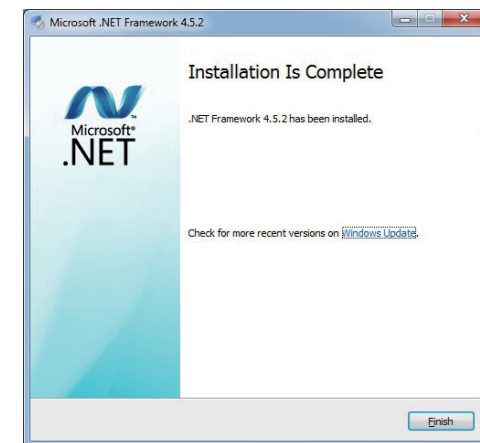 Microsoft .NET Framework 4.5.2
Installation Is Complete
.NET Framework 4.5.2 has been installed.
Microsoft®
.NET
Check for more recent versions on Windows Update.
Finish